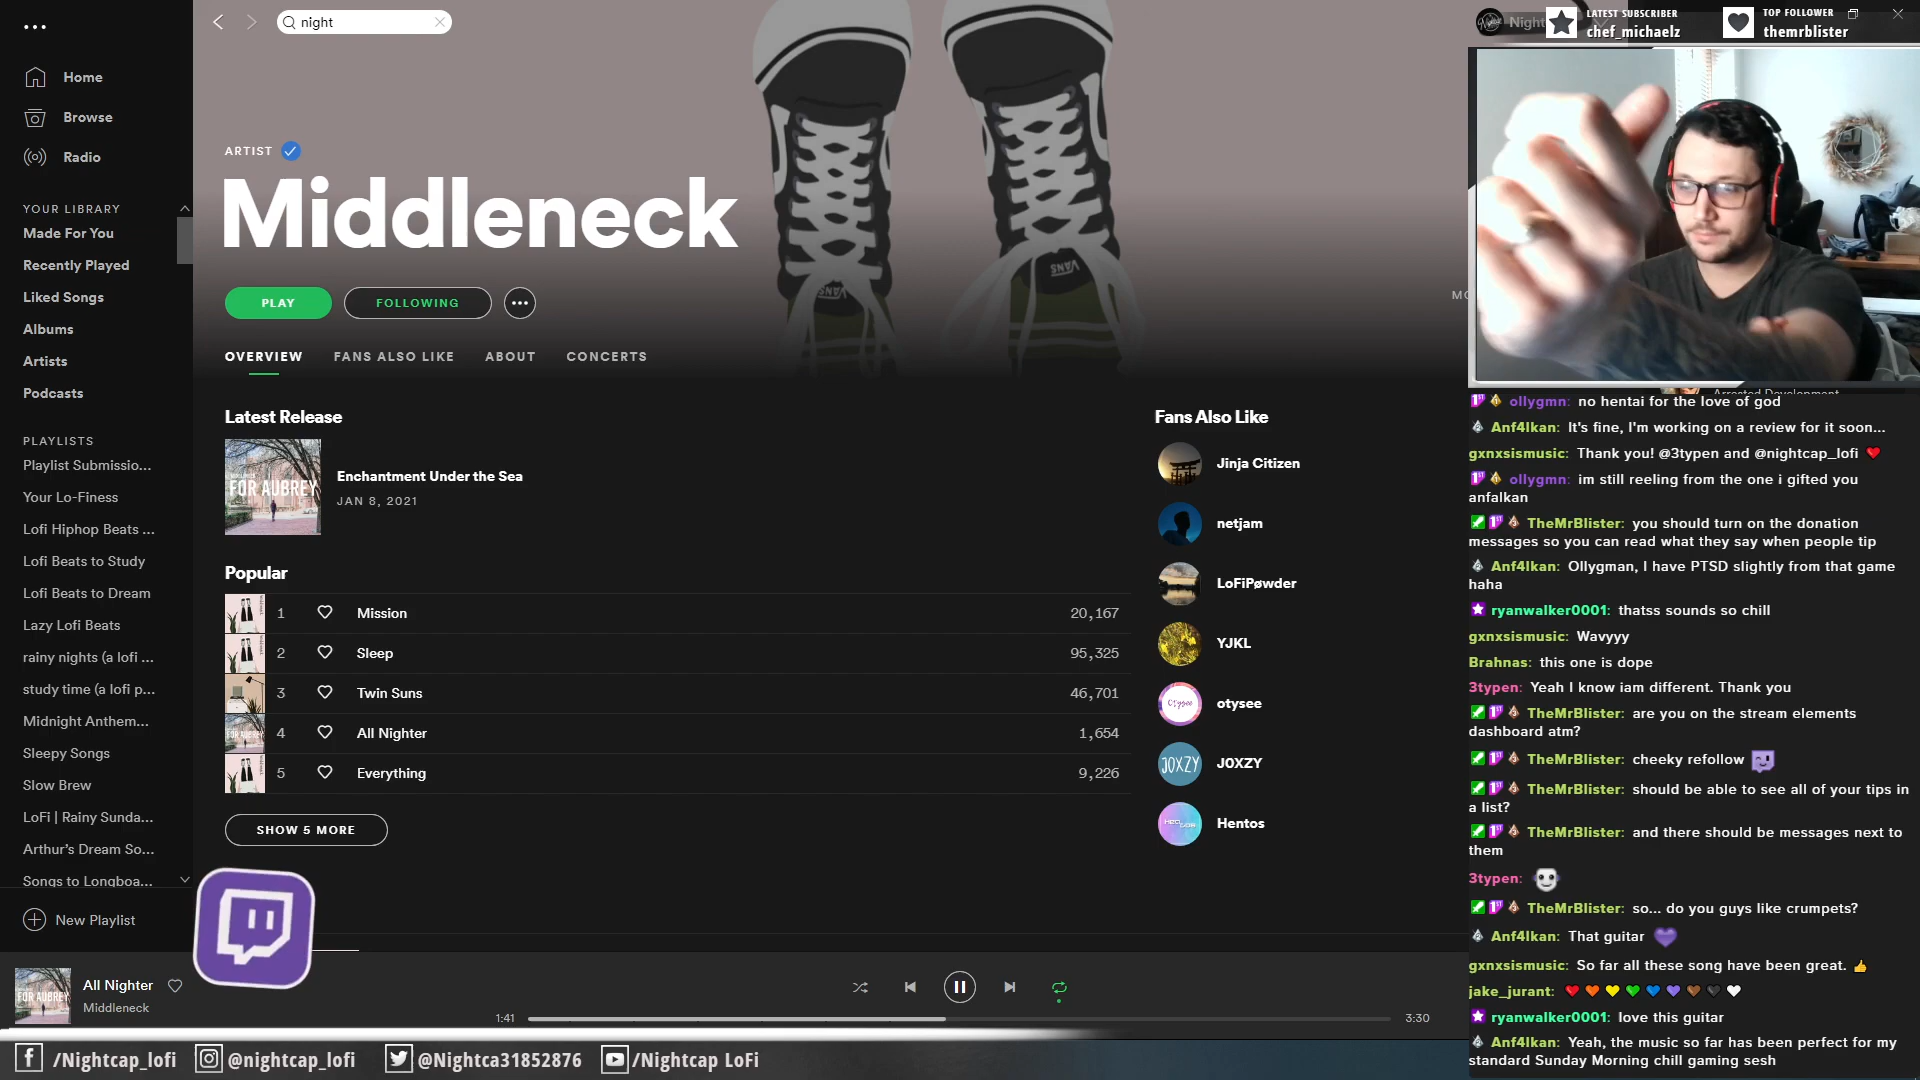 night
Night
LATEST SUBSCRIBER
chef_michaelz
TOP FOLLOWER
themrblister
Home
Browse
Radio
YOUR LIBRARY
Made For You
Recently Played
Liked Songs
Albums
Artists
Podcasts
PLAYLISTS
Playlist Submissio...
Your Lo-Finess
Lofi Hiphop Beats ...
Lofi Beats to Study
Lofi Beats to Dream
Lazy Lofi Beats
rainy nights (a lofi ...
study time (a lofi p...
Midnight Anthem...
Sleepy Songs
Slow Brew
LoFi | Rainy Sunda...
Arthur's Dream So...
Songs to Longboa...
New Playlist
ARTIST
Middleneck
VANS
VANS
PLAY
FOLLOWING
OVERVIEW
FANS ALSO LIKE
ABOUT
CONCERTS
Latest Release
FOR AUBREY
Enchantment Under the Sea
JAN 8, 2021
Popular
1 Mission 20,167
2 Sleep 95,325
3 Twin Suns 46,701
FOR AUBREY
4 All Nighter 1,654
5 Everything 9,226
SHOW 5 MORE
Fans Also Like
Jinja Citizen
netjam
LoFiPøwder
YJKL
Otysee
otysee
JOXZY
JOXZY
Hentos
ollygmn: no hentai for the love of god
Anf4lkan: It's fine, I'm working on a review for it soon...
gxnxsismusic: Thank you! @3typen and @nightcap_lofi
ollygmn: im still reeling from the one i gifted you
anfalkan
TheMrBlister: you should turn on the donation
messages so you can read what they say when people tip
Anf4lkan: Ollygman, I have PTSD slightly from that game
haha
ryanwalker0001: thatss sounds so chill
gxnxsismusic: Wavyyy
Brahnas: this one is dope
3typen: Yeah I know iam different. Thank you
TheMrBlister: are you on the stream elements
dashboard atm?
TheMrBlister: cheeky refollow
TheMrBlister: should be able to see all of your tips in
a list?
TheMrBlister: and there should be messages next to
them
3typen:
TheMrBlister: so... do you guys like crumpets?
Anf4lkan: That guitar
gxnxsismusic: So far all these song have been great.
jake_jurant:
ryanwalker0001: love this guitar
Anf4lkan: Yeah, the music so far has been perfect for my
standard Sunday Morning chill gaming sesh
FOR AUBREY
All Nighter
Middleneck
1:41
3:30
/Nightcap_lofi
@nightcap_lofi
@Nightca31852876
/Nightcap LoFi